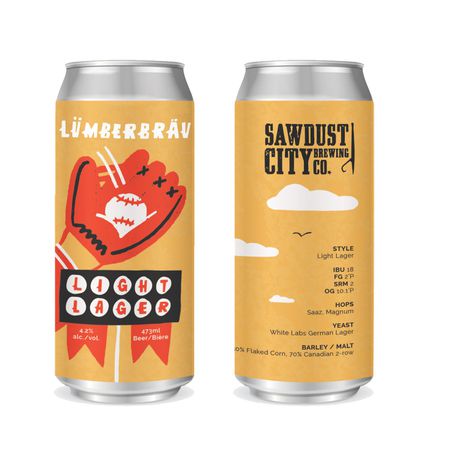 LÜMBERBRÄU
LIGHT
LAGER
4.2%
alc./vol.
473ml
Beer/Bière
SAWDUST
CITY BREWING
CO.
STYLE
Light Lager
IBU 18
FG 2°P
SRM 2
OG 10.1°P
HOPS
Saaz, Magnum
YEAST
White Labs German Lager
BARLEY / MALT
0% Flaked Corn, 70% Canadian 2-row